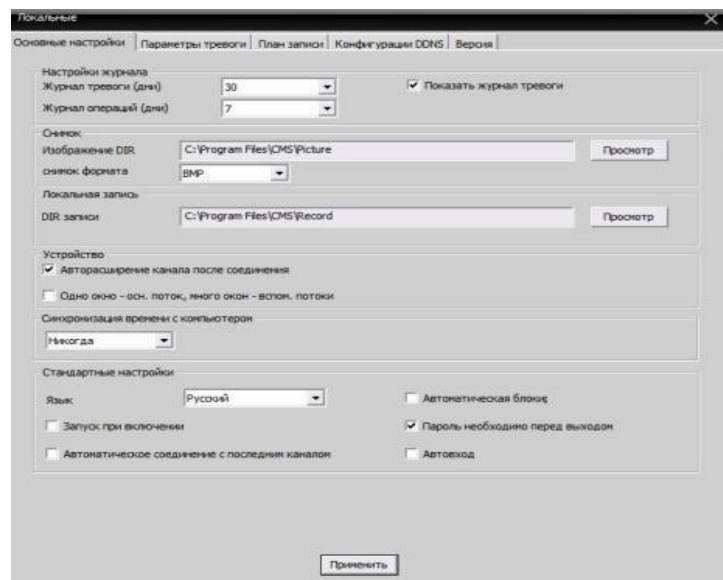 Локальные
Основные настройки Параметры тревоги План записи Конфигурации DDNS Версия
Настройки журнала
Журнал тревоги (дни) 30 Показать журнал тревоги
Журнал операций (дни) 7
Снимок
Изображение DIR C:\Program Files\CMS\Picture Просмотр
снимок формата BMP
Локальная запись
DIR записи C:\Program Files\CMS\Record Просмотр
Устройство
Авторасширение канала после соединения
Одно окно - осн. поток, много окон - вспом. потоки
Синхронизация времени с компьютером
Никогда
Стандартные настройки
Язык Русский Автоматическая
Запуск при включении Пароль необходимо перед выходом
Автоматическое соединение с последним каналом Автовход
Применить